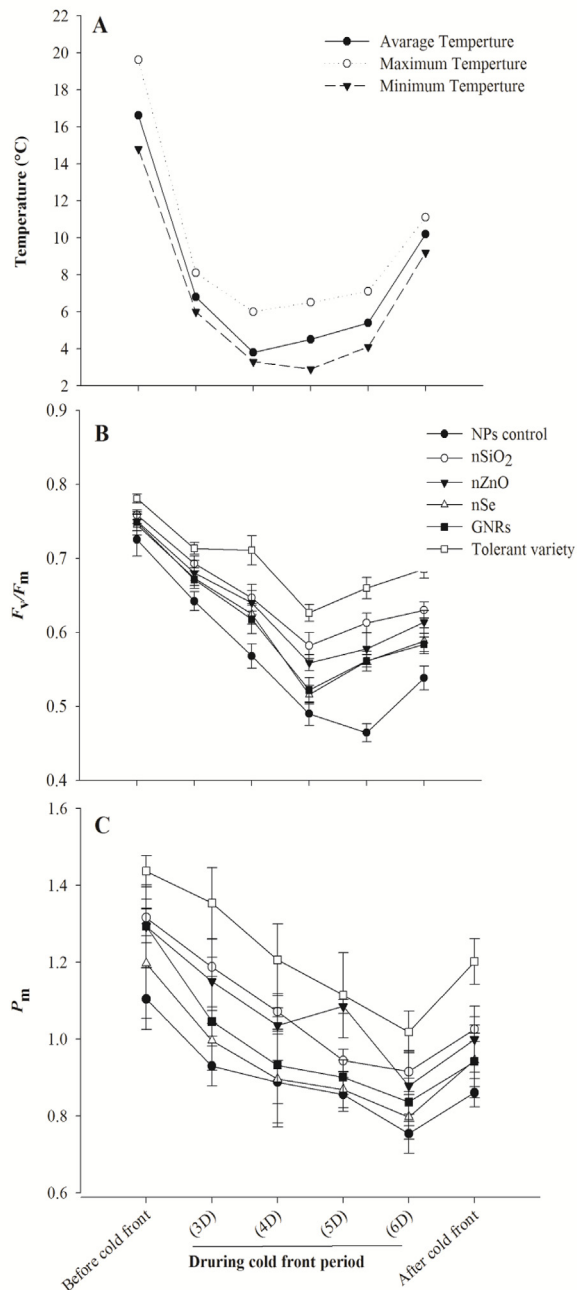 A
Avarage Temperture
Maximum Temperture
Minimum Temperture
22
20
18
16
14
12
10
8
6
4
2
Temperature (°C)
B
NPs control
nSiO2
nZnO
nSe
GNRs
Tolerant variety
0.9
0.8
0.7
0.6
0.5
0.4
Fv/Fm
C
1.6
1.4
1.2
1.0
0.8
0.6
Pm
Before cold front
(3D)
(4D)
(5D)
(6D)
After cold front
Druring cold front period